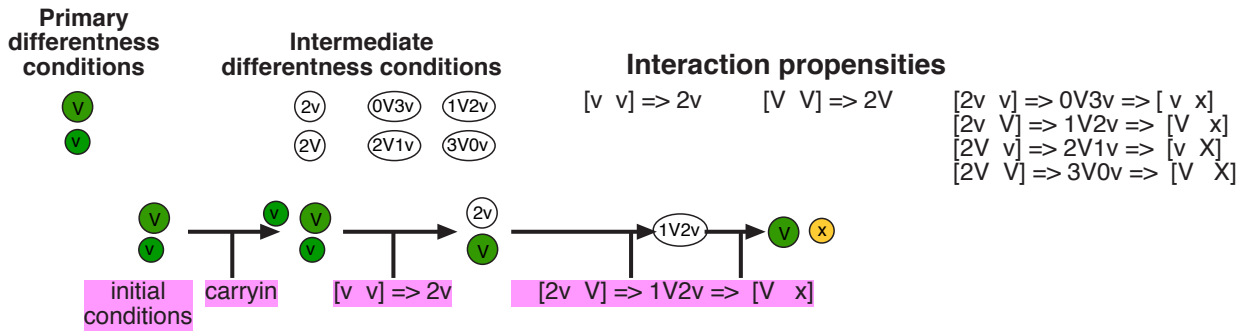 Primary
differentness
conditions
V
v
Intermediate
differentness conditions
2v 0V3v 1V2v
2V 2V1v 3V0v
Interaction propensities
[v v] => 2v [V V] => 2V
[2v v] => 0V3v => [ v x]
[2v V] => 1V2v => [V x]
[2V v] => 2V1v => [v X]
[2V V] => 3V0v => [V X]
V v V 2v 1V2v V x
v v V
initial
conditions
carryin
[v v] => 2v
[2v V] => 1V2v => [V x]